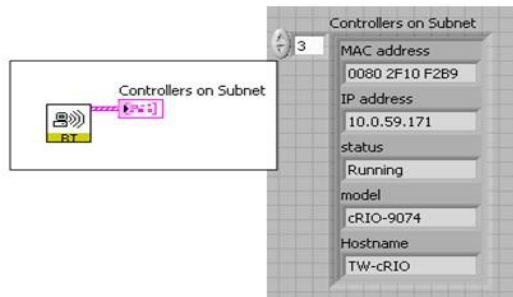 Controllers on Subnet
RT
Controllers on Subnet
3
MAC address
0080 2F10 F2B9
IP address
10.0.59.171
status
Running
model
cRIO-9074
Hostname
TW-cRIO